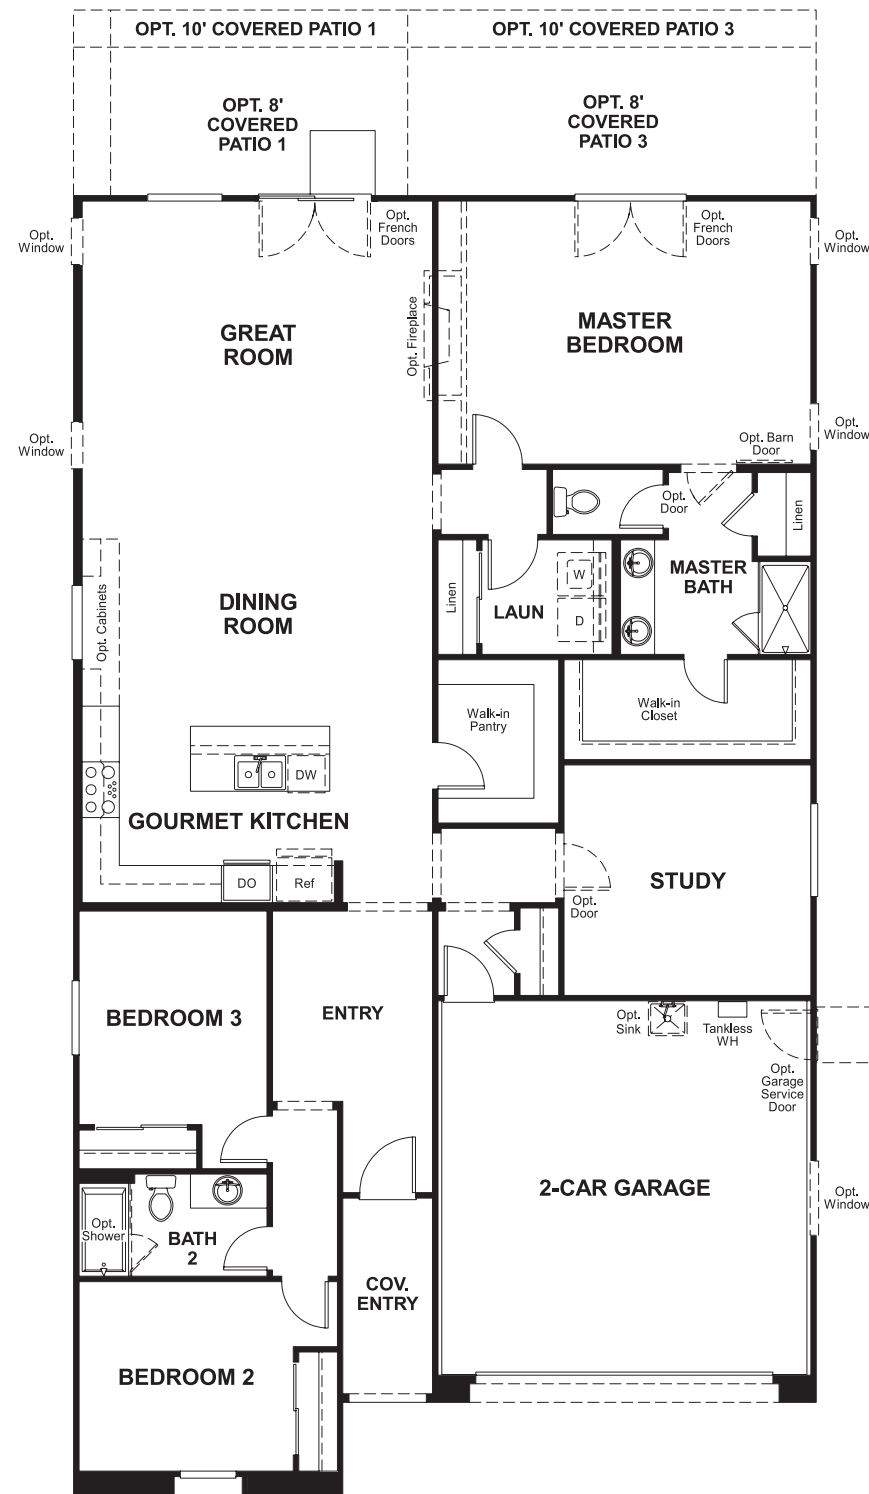 OPT. 10' COVERED PATIO 1
OPT. 10' COVERED PATIO 3
OPT. 8'
COVERED
PATIO 1
OPT. 8'
COVERED
PATIO 3
Opt.
Window
Opt.
French
Doors
Opt.
French
Doors
Opt.
Window
GREAT
ROOM
Opt. Fireplace
MASTER
BEDROOM
Opt.
Window
Opt.
Window
Opt. Barn
Door
Opt.
Door
Linen
MASTER
BATH
Opt. Cabinets
DINING
ROOM
Linen
LAUN
W
D
Walk-in
Pantry
Walk-in
Closet
DW
GOURMET KITCHEN
DO
Ref
STUDY
Opt.
Door
BEDROOM 3
ENTRY
Opt.
Sink
Tankless
WH
Opt.
Garage
Service
Door
2-CAR GARAGE
Opt.
Window
Opt.
Shower
BATH
2
COV.
ENTRY
BEDROOM 2